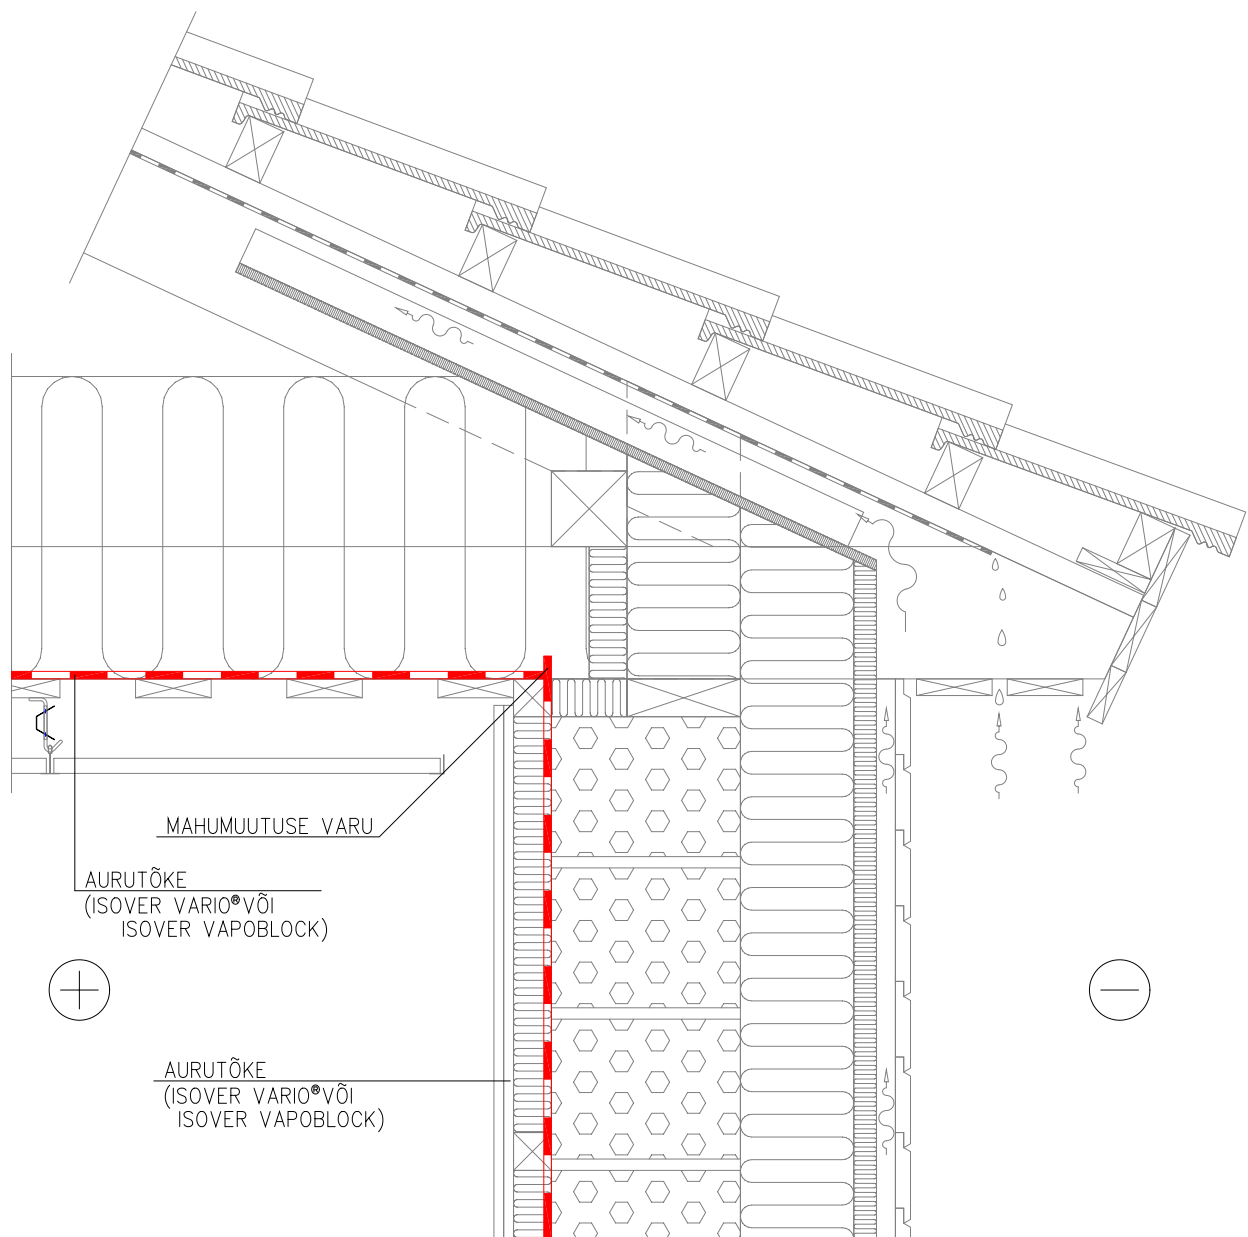 MAHUMUUTUSE VARU
AURUTÕKE
(ISOVER VARIO® VÕI
ISOVER VAPOBLOCK)
AURUTÕKE
(ISOVER VARIO® VÕI
ISOVER VAPOBLOCK)